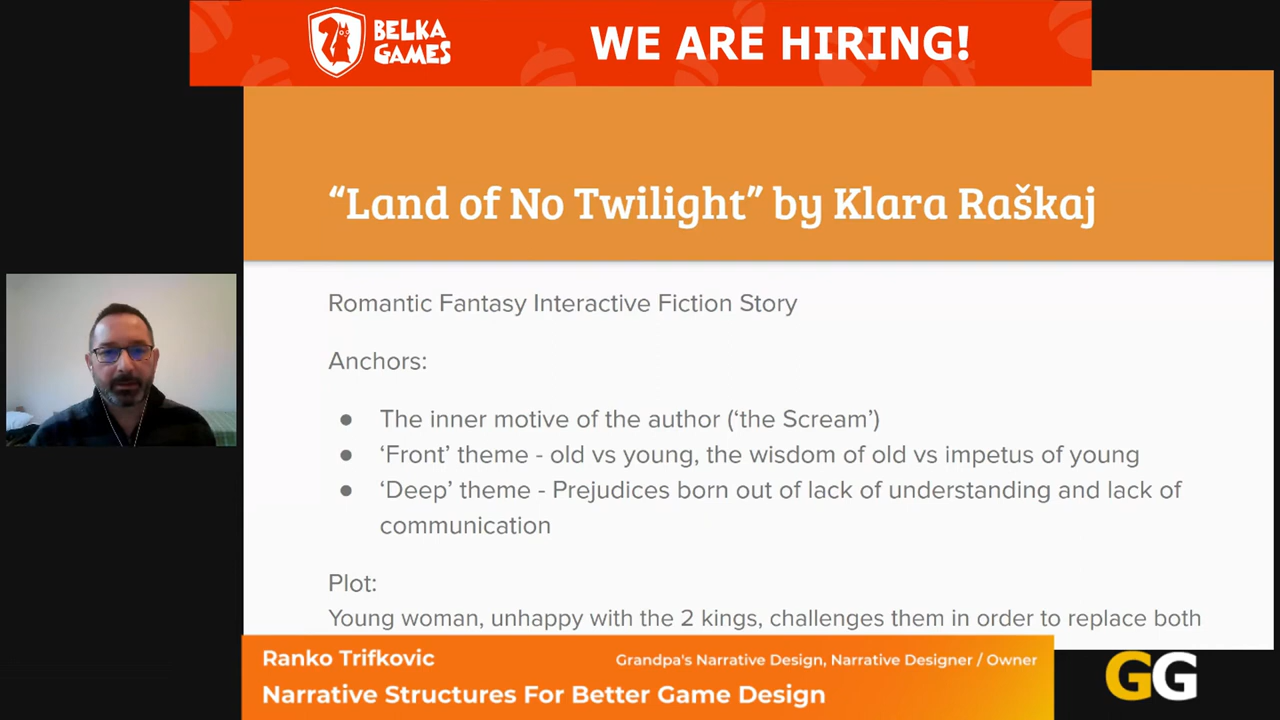 BELKA
GAMES
WE ARE HIRING!
“Land of No Twilight” by Klara Raškaj
Romantic Fantasy Interactive Fiction Story
Anchors:
● The inner motive of the author (‘the Scream’)
● ‘Front’ theme - old vs young, the wisdom of old vs impetus of young
● ‘Deep’ theme - Prejudices born out of lack of understanding and lack of
communication
Plot:
Young woman, unhappy with the 2 kings, challenges them in order to replace both
Ranko Trifkovic
Grandpa's Narrative Design, Narrative Designer / Owner
Narrative Structures For Better Game Design
GG